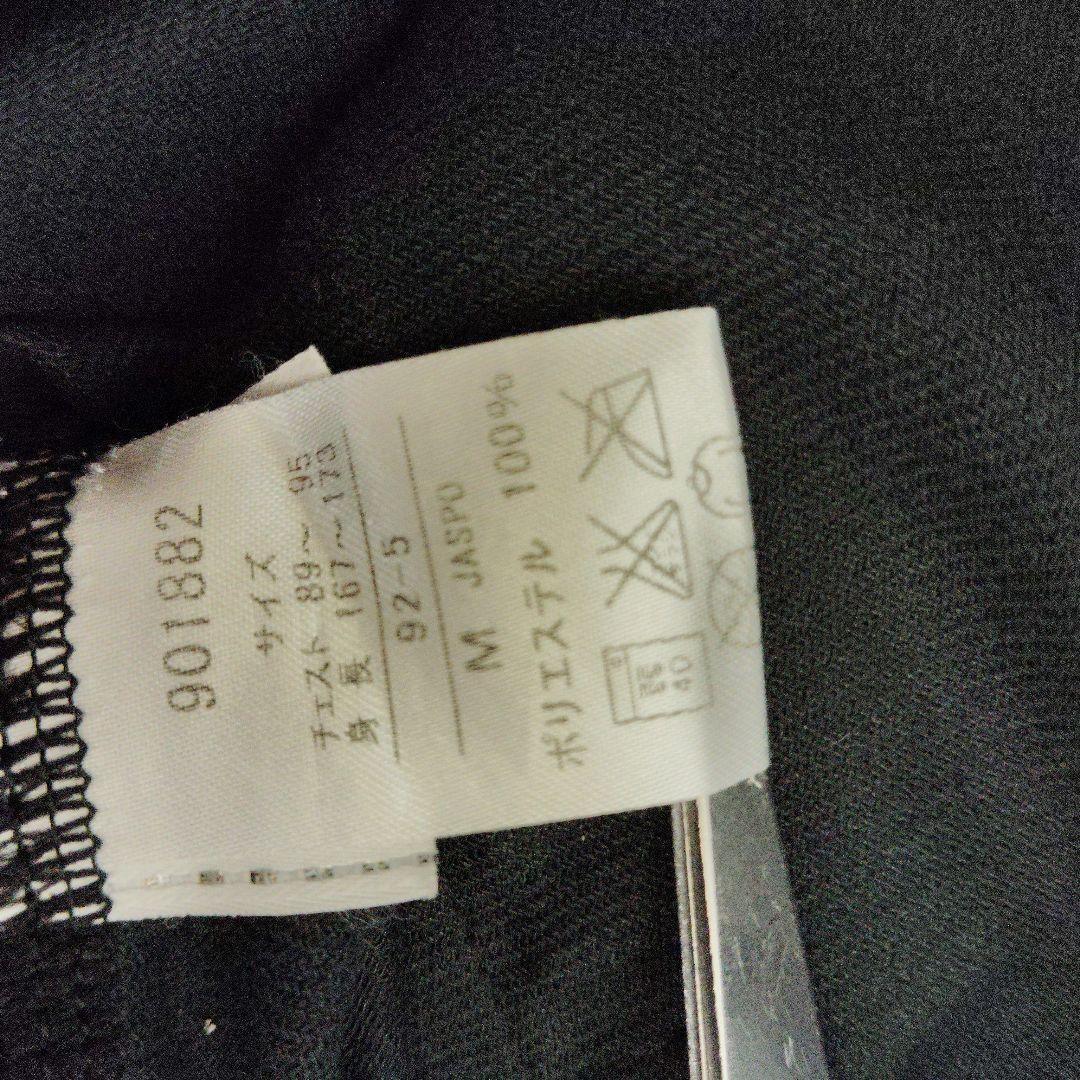 901882
サイズ
チェスト 89〜95
身長 167〜173
92-5
M JASPO
ポリエステル 100%
40